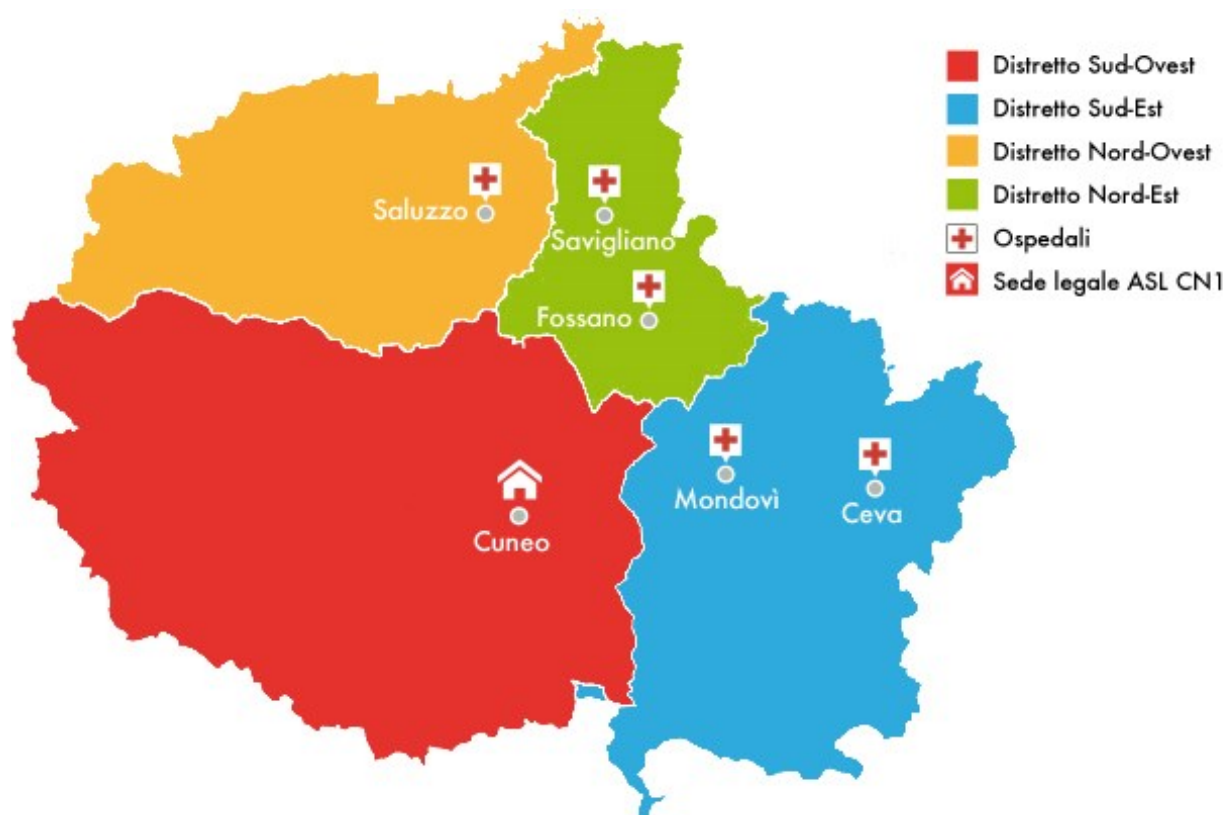 Distretto Sud-Ovest
Distretto Sud-Est
Distretto Nord-Ovest
Distretto Nord-Est
Ospedali
Sede legale ASL CN1
Saluzzo
Savigliano
Fossano
Mondovì
Ceva
Cuneo